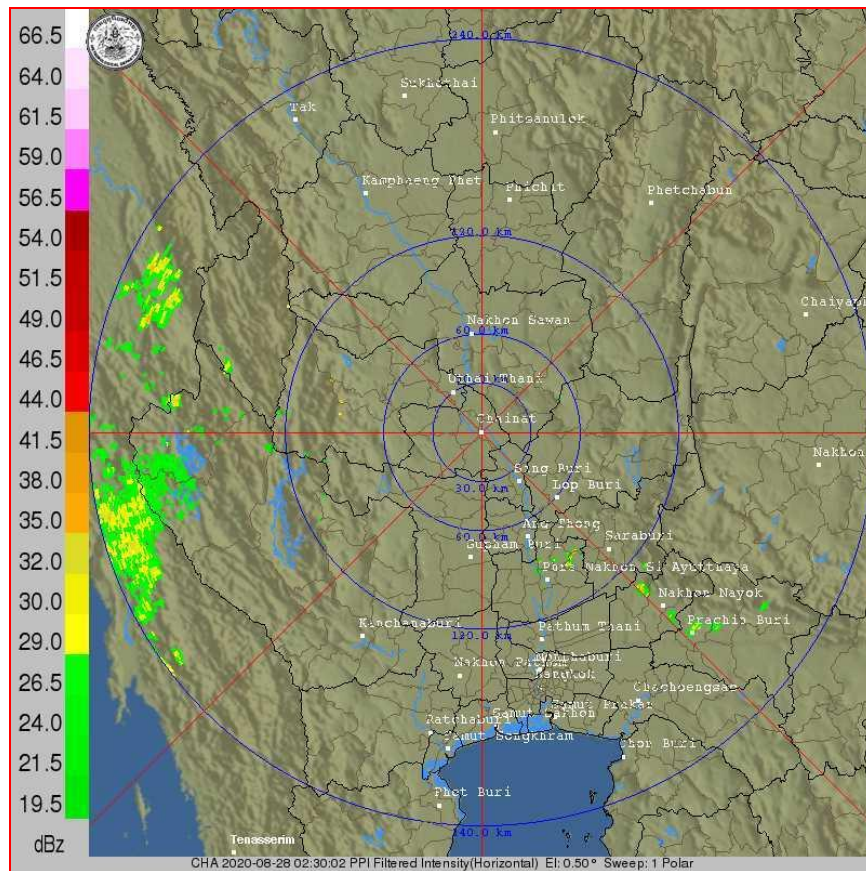 66.5
64.0
61.5
59.0
56.5
54.0
51.5
49.0
46.5
44.0
41.5
38.0
35.0
32.0
30.0
29.0
26.5
24.0
21.5
19.5
dBz
240.0 km
Sukhothai
Tak
Phitsanulok
Kamphaeng Phet
Phichit
Phetchabun
120.0 km
Chaiyaph
Nakhon Sawan
60.0 km
Uthai Thani
30.0 km
Chainat
Nakhon
Sing Buri
30.0 km
Lop Buri
Ang Thong
60.0 km
Saraburi
Suphan Buri
Pora Nakhon Si Ayutthaya
Nakhon Nayok
Prachin Buri
120.0 km
Kanchanaburi
Pathum Thani
Nonthaburi
Nakhon Pathom
Bangkok
Chachoengsao
Samut Prakan
Samut Sakhon
Ratchaburi
Samut Songkhram
Chon Buri
Phet Buri
240.0 km
Tenasserim
CHA 2020-08-28 02:30:02 PPI Filtered Intensity(Horizontal) El: 0.50° Sweep: 1 Polar